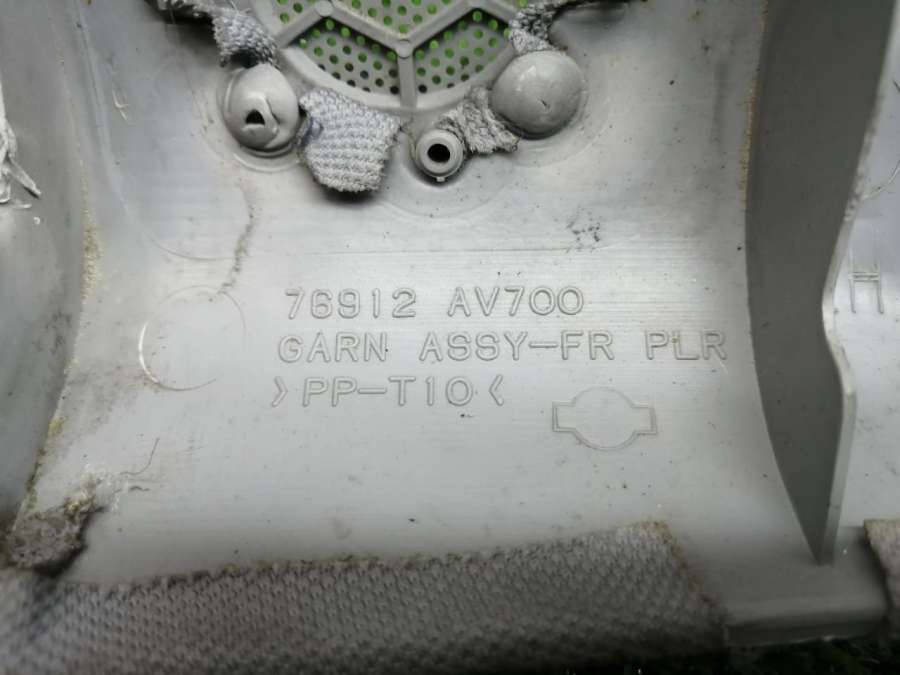 76912 AV700
GARN ASSY-FR PLR
>PP-T10<
H